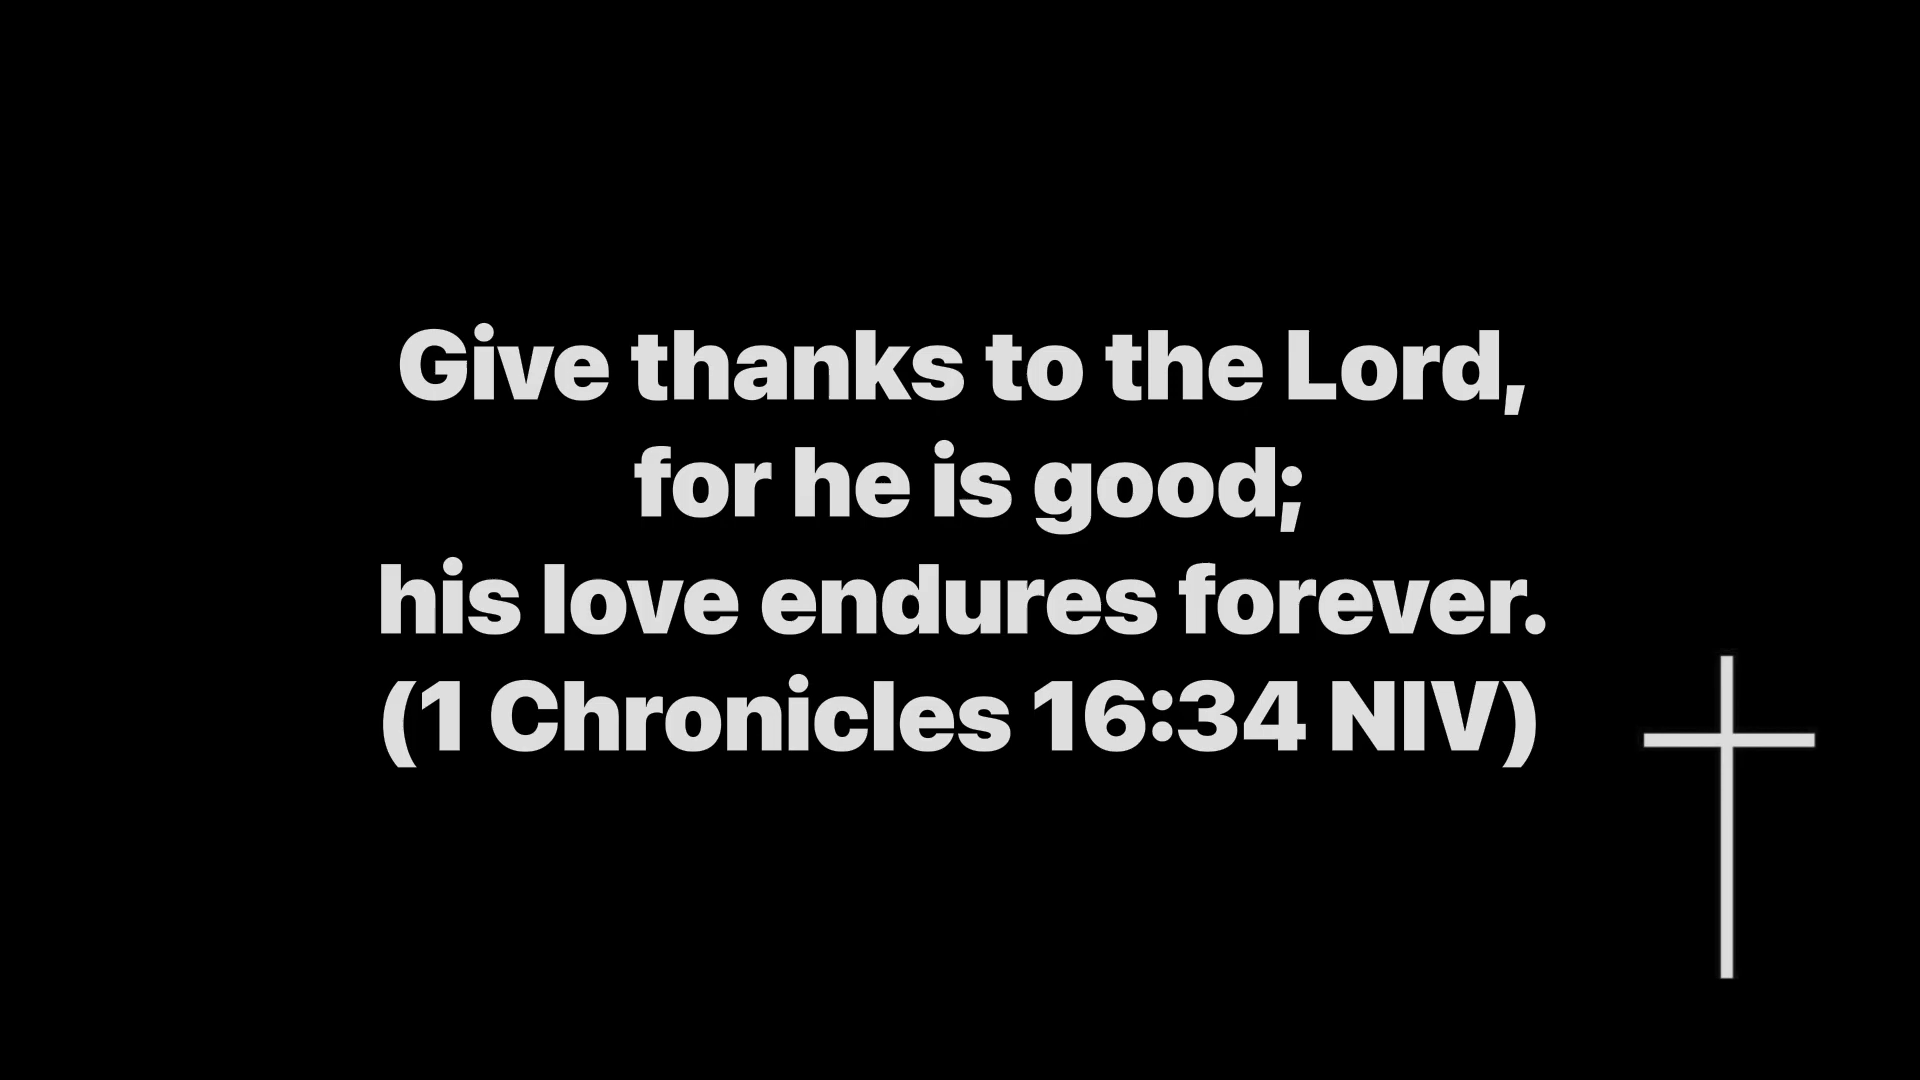 Give thanks to the Lord,
for he is good;
his love endures forever.
(1 Chronicles 16:34 NIV)